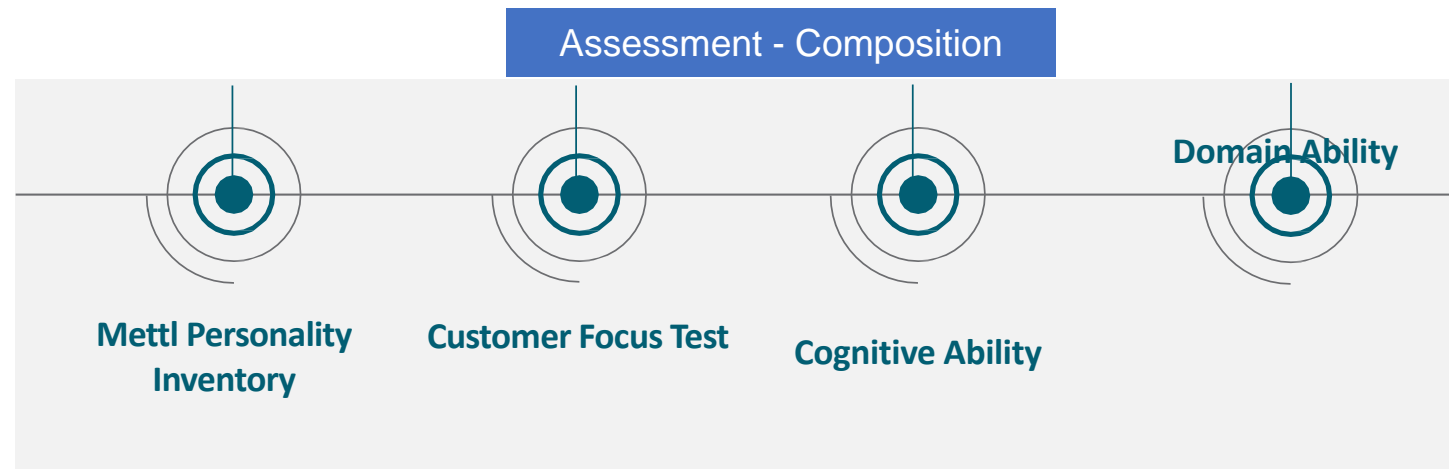 Assessment - Composition
Domain Ability
Mettl Personality
Inventory
Customer Focus Test
Cognitive Ability